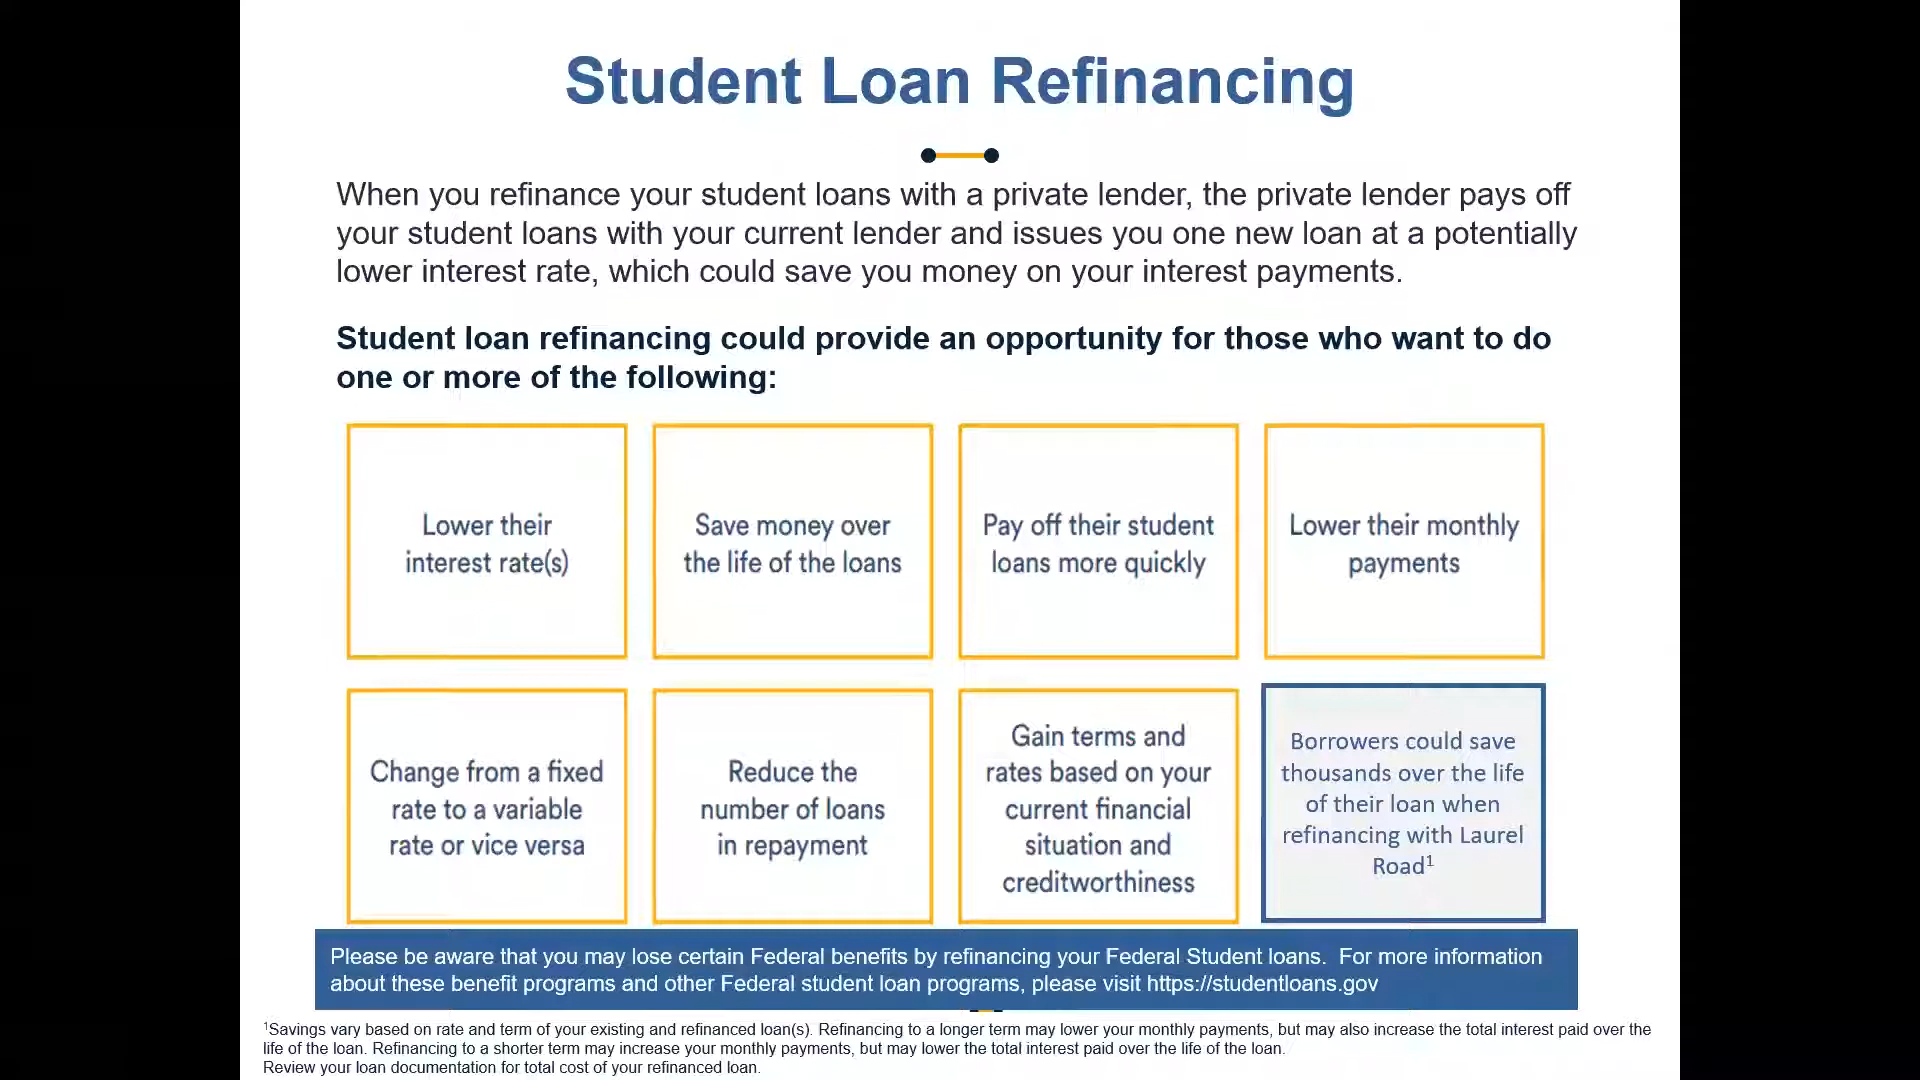 Student Loan Refinancing
When you refinance your student loans with a private lender, the private lender pays off
your student loans with your current lender and issues you one new loan at a potentially
lower interest rate, which could save you money on your interest payments.
Student loan refinancing could provide an opportunity for those who want to do
one or more of the following:
Lower their
interest rate(s)
Save money over
the life of the loans
Pay off their student
loans more quickly
Lower their monthly
payments
Change from a fixed
rate to a variable
rate or vice versa
Reduce the
number of loans
in repayment
Gain terms and
rates based on your
current financial
situation and
creditworthiness
Borrowers could save
thousands over the life
of their loan when
refinancing with Laurel
Road¹
Please be aware that you may lose certain Federal benefits by refinancing your Federal Student loans.  For more information
about these benefit programs and other Federal student loan programs, please visit https://studentloans.gov
¹Savings vary based on rate and term of your existing and refinanced loan(s). Refinancing to a longer term may lower your monthly payments, but may also increase the total interest paid over the
life of the loan. Refinancing to a shorter term may increase your monthly payments, but may lower the total interest paid over the life of the loan.
Review your loan documentation for total cost of your refinanced loan.